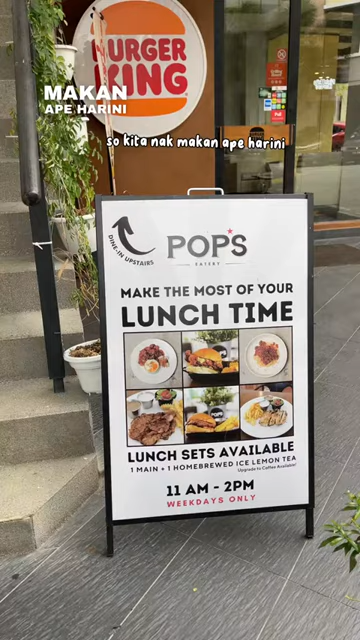 BURGER
KING
MAKAN
APE HARINI
so kita nak makan ape harini
DINE-IN UPSTAIRS
POP'S
EATERY
MAKE THE MOST OF YOUR
LUNCH TIME
LUNCH SETS AVAILABLE
1 MAIN + 1 HOMEBREWED ICE LEMON TEA
Upgrade to Coffee Available!
11 AM - 2PM
WEEKDAYS ONLY